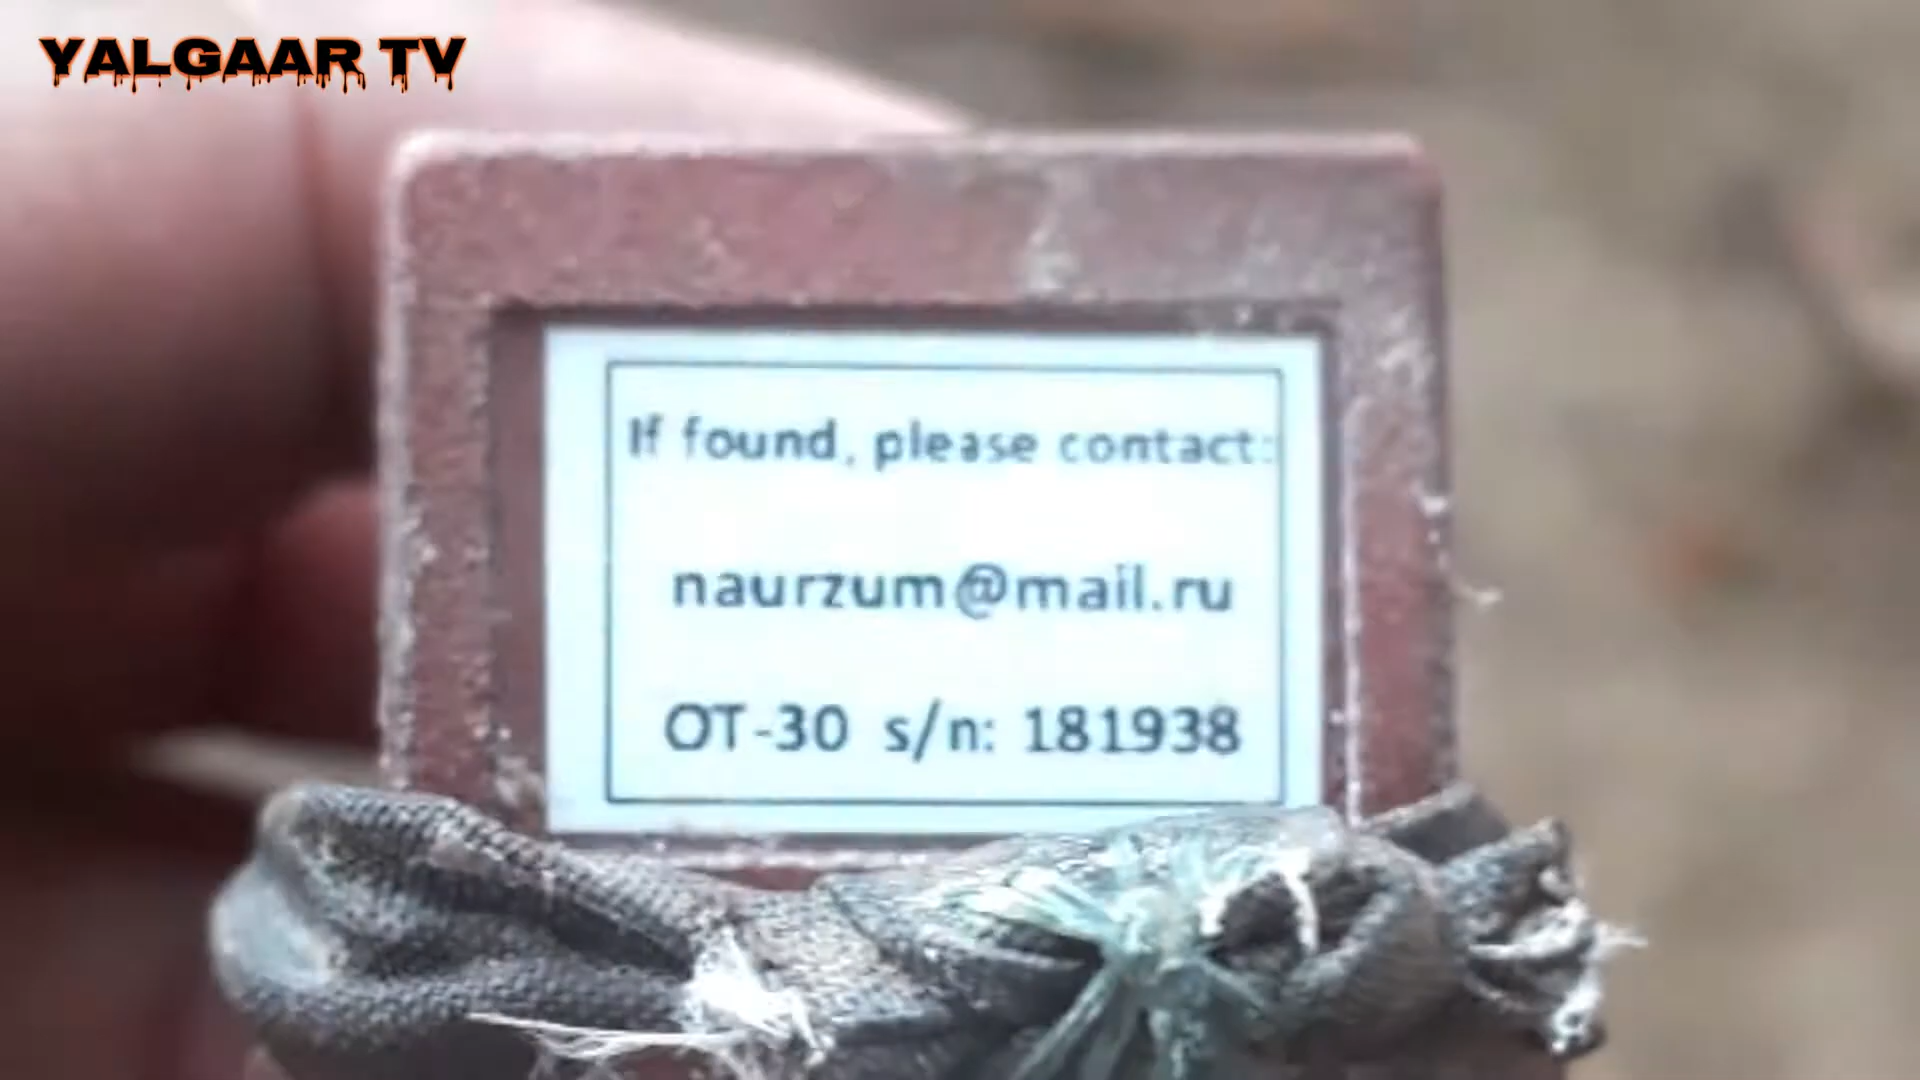 YALGAAR TV
If found, please contact:
naurzum@mail.ru
OT-30 s/n: 181938